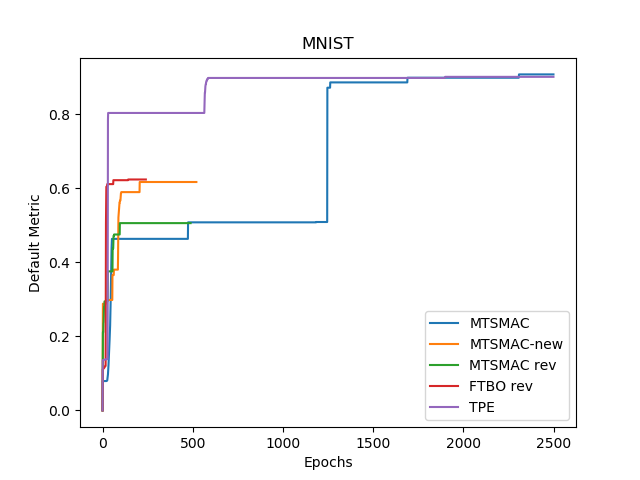 MNIST
Default Metric
0.8
0.6
0.4
0.2
0.0
MTSMAC
MTSMAC-new
MTSMAC rev
FTBO rev
TPE
0 500 1000 1500 2000 2500
Epochs